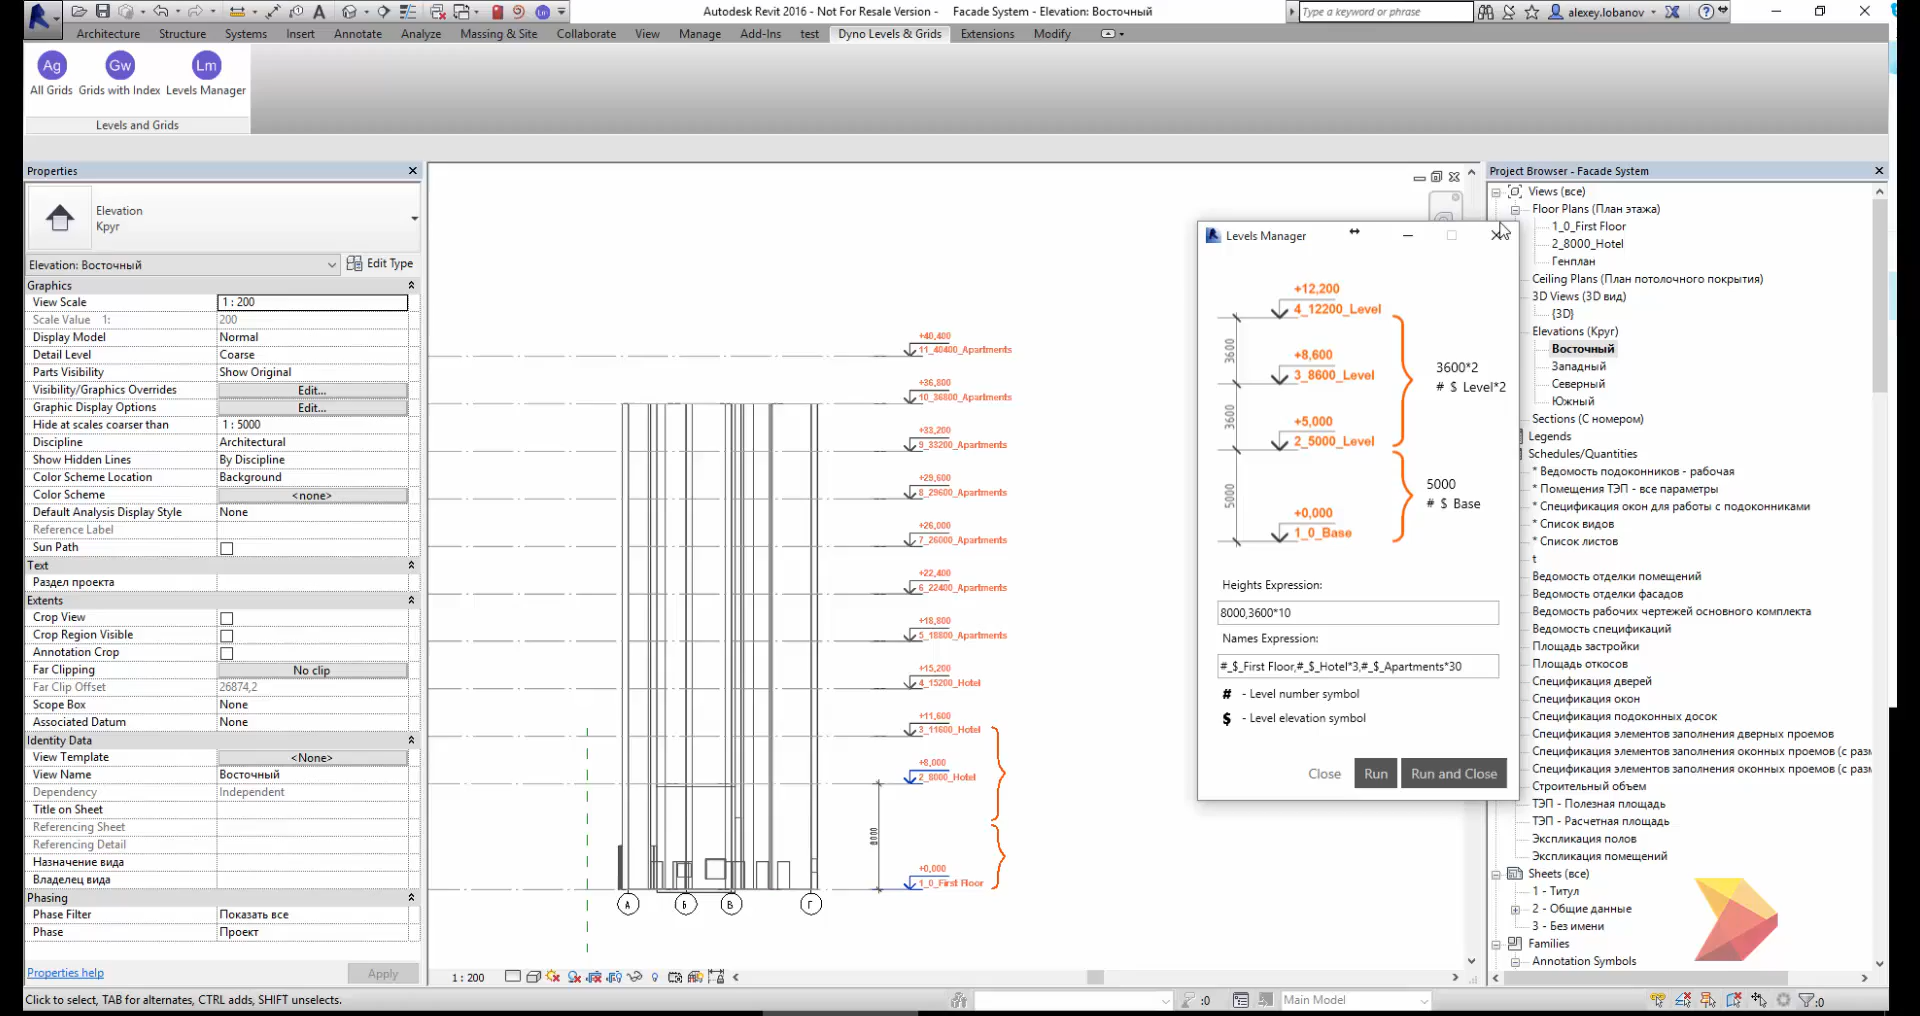 Autodesk Revit 2016 - Not For Resale Version - Facade System - Elevation: Восточный
Type a keyword or phrase
alexey.lobanov
Architecture Structure Systems Insert Annotate Analyze Massing & Site Collaborate View Manage Add-Ins test Dyno Levels & Grids Extensions Modify
Ag Gw Lm
All Grids Grids with Index Levels Manager
Levels and Grids
Properties
Elevation
Круг
Elevation: Восточный
Edit Type
Graphics
View Scale 1 : 200
Scale Value 1: 200
Display Model Normal
Detail Level Coarse
Parts Visibility Show Original
Visibility/Graphics Overrides Edit...
Graphic Display Options Edit...
Hide at scales coarser than 1 : 5000
Discipline Architectural
Show Hidden Lines By Discipline
Color Scheme Location Background
Color Scheme <none>
Default Analysis Display Style None
Reference Label
Sun Path
Text
Раздел проекта
Extents
Crop View
Crop Region Visible
Annotation Crop
Far Clipping No clip
Far Clip Offset 26874,2
Scope Box None
Associated Datum None
Identity Data
View Template <None>
View Name Восточный
Dependency Independent
Title on Sheet
Referencing Sheet
Referencing Detail
Назначение вида
Владелец вида
Phasing
Phase Filter Показать все
Phase Проект
Properties help
Apply
+40,400
11_40400_Apartments
+36,800
10_36800_Apartments
+33,200
9_33200_Apartments
+29,600
8_29600_Apartments
+26,000
7_26000_Apartments
+22,400
6_22400_Apartments
+18,800
5_18800_Apartments
+15,200
4_15200_Hotel
+11,600
3_11600_Hotel
+8,000
2_8000_Hotel
8000
+0,000
1_0_First Floor
А Б В Г
1 : 200
Levels Manager
+12,200
4_12200_Level
3600
+8,600
3_8600_Level
3600*2
# $ Level*2
3600
+5,000
2_5000_Level
5000
5000
# $ Base
+0,000
1_0_Base
Heights Expression:
8000,3600*10
Names Expression:
#_$_First Floor,#_$_Hotel*3,#_$_Apartments*30
# - Level number symbol
$ - Level elevation symbol
Close Run Run and Close
Project Browser - Facade System
Views (все)
Floor Plans (План этажа)
1_0_First Floor
2_8000_Hotel
Генплан
Ceiling Plans (План потолочного покрытия)
3D Views (3D вид)
{3D}
Elevations (Круг)
Восточный
Западный
Северный
Южный
Sections (С номером)
Legends
Schedules/Quantities
* Ведомость подоконников - рабочая
* Помещения ТЭП - все параметры
* Спецификация окон для работы с подоконниками
* Список видов
* Список листов
t
Ведомость отделки помещений
Ведомость отделки фасадов
Ведомость рабочих чертежей основного комплекта
Ведомость спецификаций
Площадь застройки
Площадь откосов
Спецификация дверей
Спецификация окон
Спецификация подоконных досок
Спецификация элементов заполнения дверных проемов
Спецификация элементов заполнения оконных проемов (с раз
Спецификация элементов заполнения оконных проемов (с раз
Строительный объем
ТЭП - Полезная площадь
ТЭП - Расчетная площадь
Экспликация полов
Экспликация помещений
Sheets (все)
1 - Титул
2 - Общие данные
3 - Без имени
Families
Annotation Symbols
Click to select, TAB for alternates, CTRL adds, SHIFT unselects.
:0
Main Model
:0